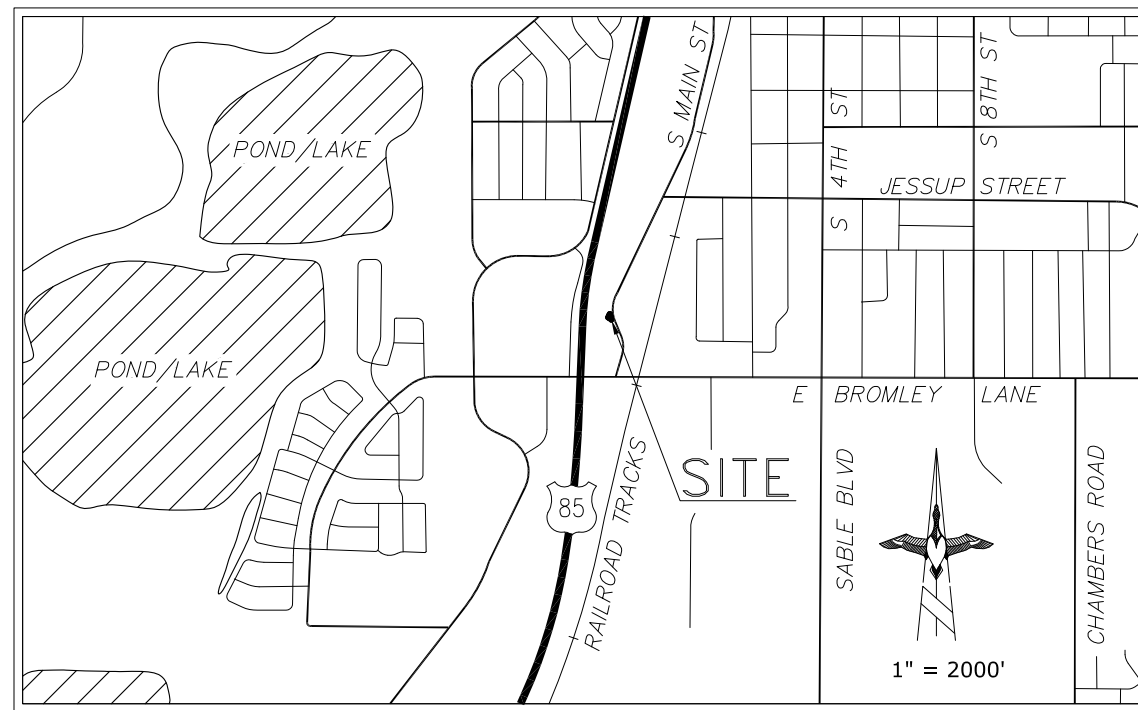 POND/LAKE
S MAIN ST
S 4TH ST
S 8TH ST
JESSUP STREET
POND/LAKE
E BROMLEY LANE
SITE
85
RAILROAD TRACKS
SABLE BLVD
CHAMBERS ROAD
1" = 2000'